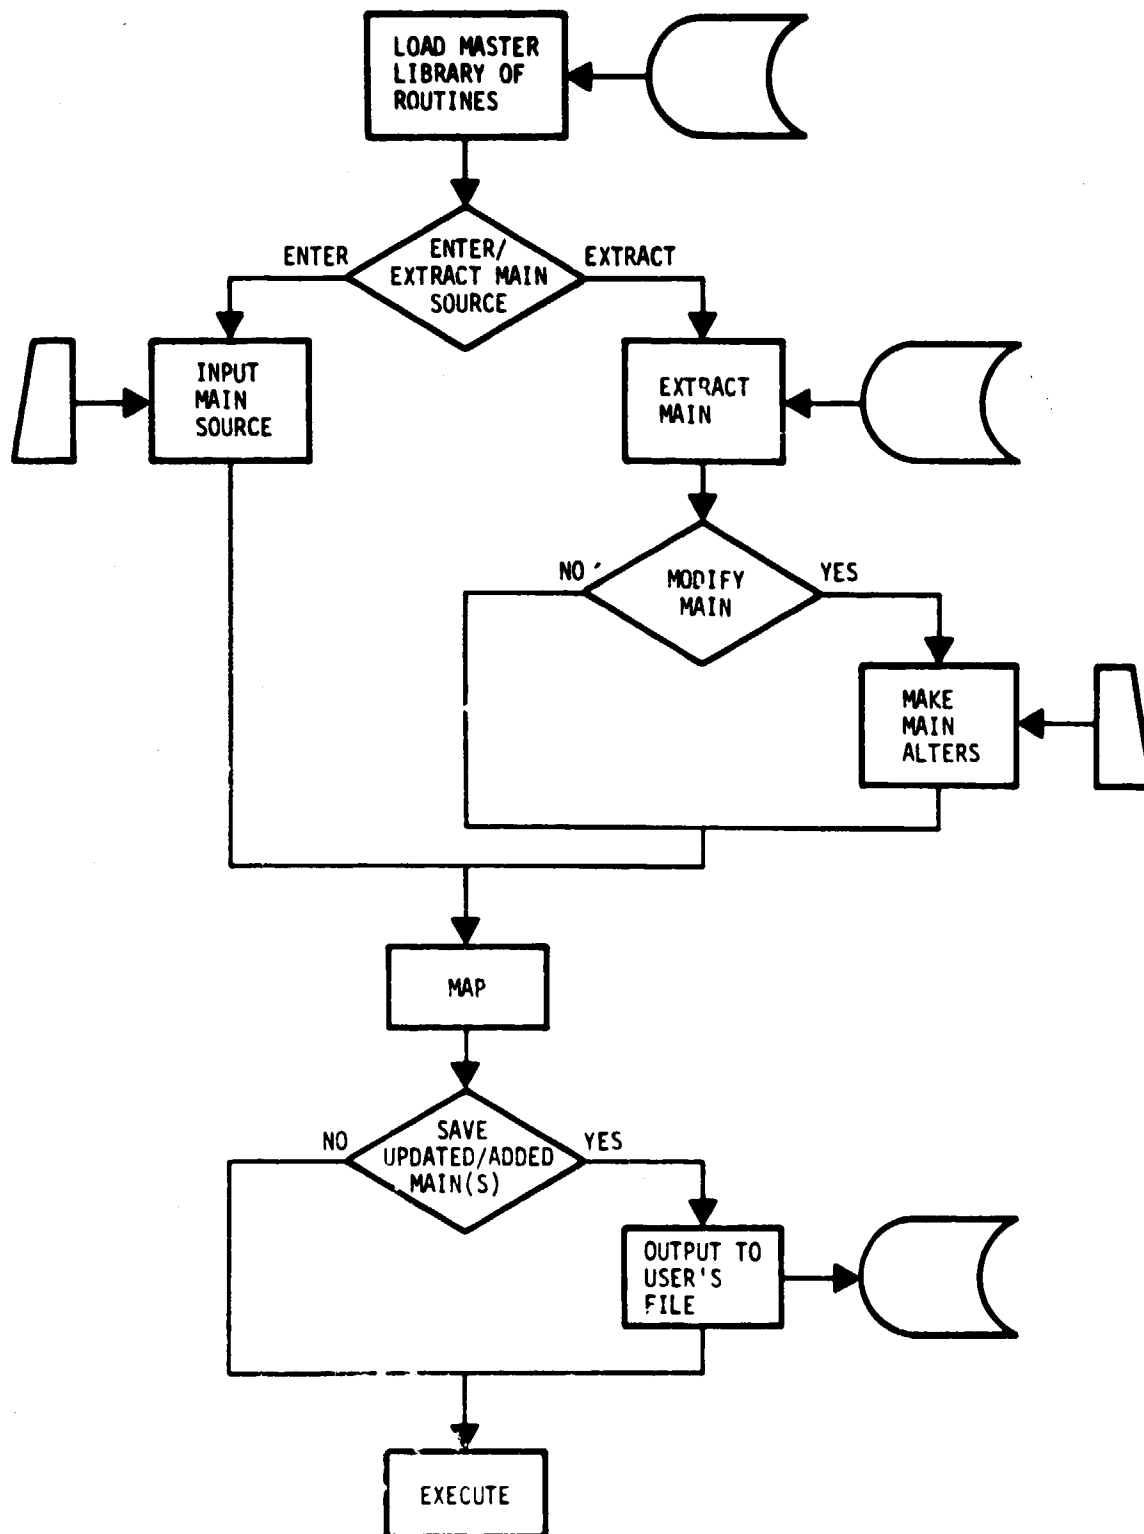 LOAD MASTER
LIBRARY OF
ROUTINES
ENTER
ENTER/
EXTRACT MAIN
SOURCE
EXTRACT
INPUT
MAIN
SOURCE
EXTRACT
MAIN
NO
MODIFY
MAIN
YES
MAKE
MAIN
ALTERS
MAP
NO
SAVE
UPDATED/ADDED
MAIN(S)
YES
OUTPUT TO
USER'S
FILE
EXECUTE